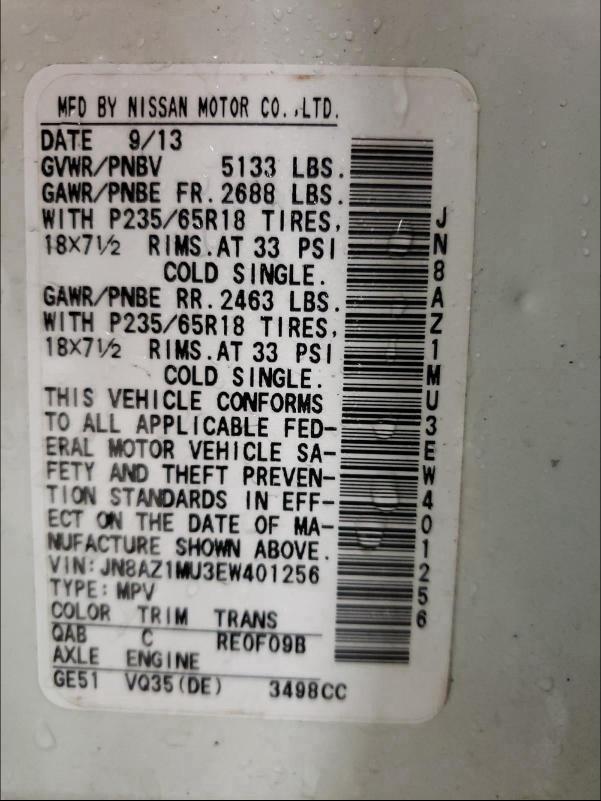 MFD BY NISSAN MOTOR CO.,LTD.
DATE 9/13
GVWR/PNBV 5133 LBS.
GAWR/PNBE FR.2688 LBS.
WITH P235/65R18 TIRES,
18X7½ RIMS.AT 33 PSI
COLD SINGLE.
GAWR/PNBE RR.2463 LBS.
WITH P235/65R18 TIRES,
18X7½ RIMS.AT 33 PSI
COLD SINGLE.
THIS VEHICLE CONFORMS
TO ALL APPLICABLE FED-
ERAL MOTOR VEHICLE SA-
FETY AND THEFT PREVEN-
TION STANDARDS IN EFF-
ECT ON THE DATE OF MA-
NUFACTURE SHOWN ABOVE.
VIN:JN8AZ1MU3EW401256
TYPE:MPV
COLOR TRIM TRANS
QAB C RE0F09B
AXLE ENGINE
GE51 VQ35(DE) 3498CC
JN8AZ1MU3EW401256